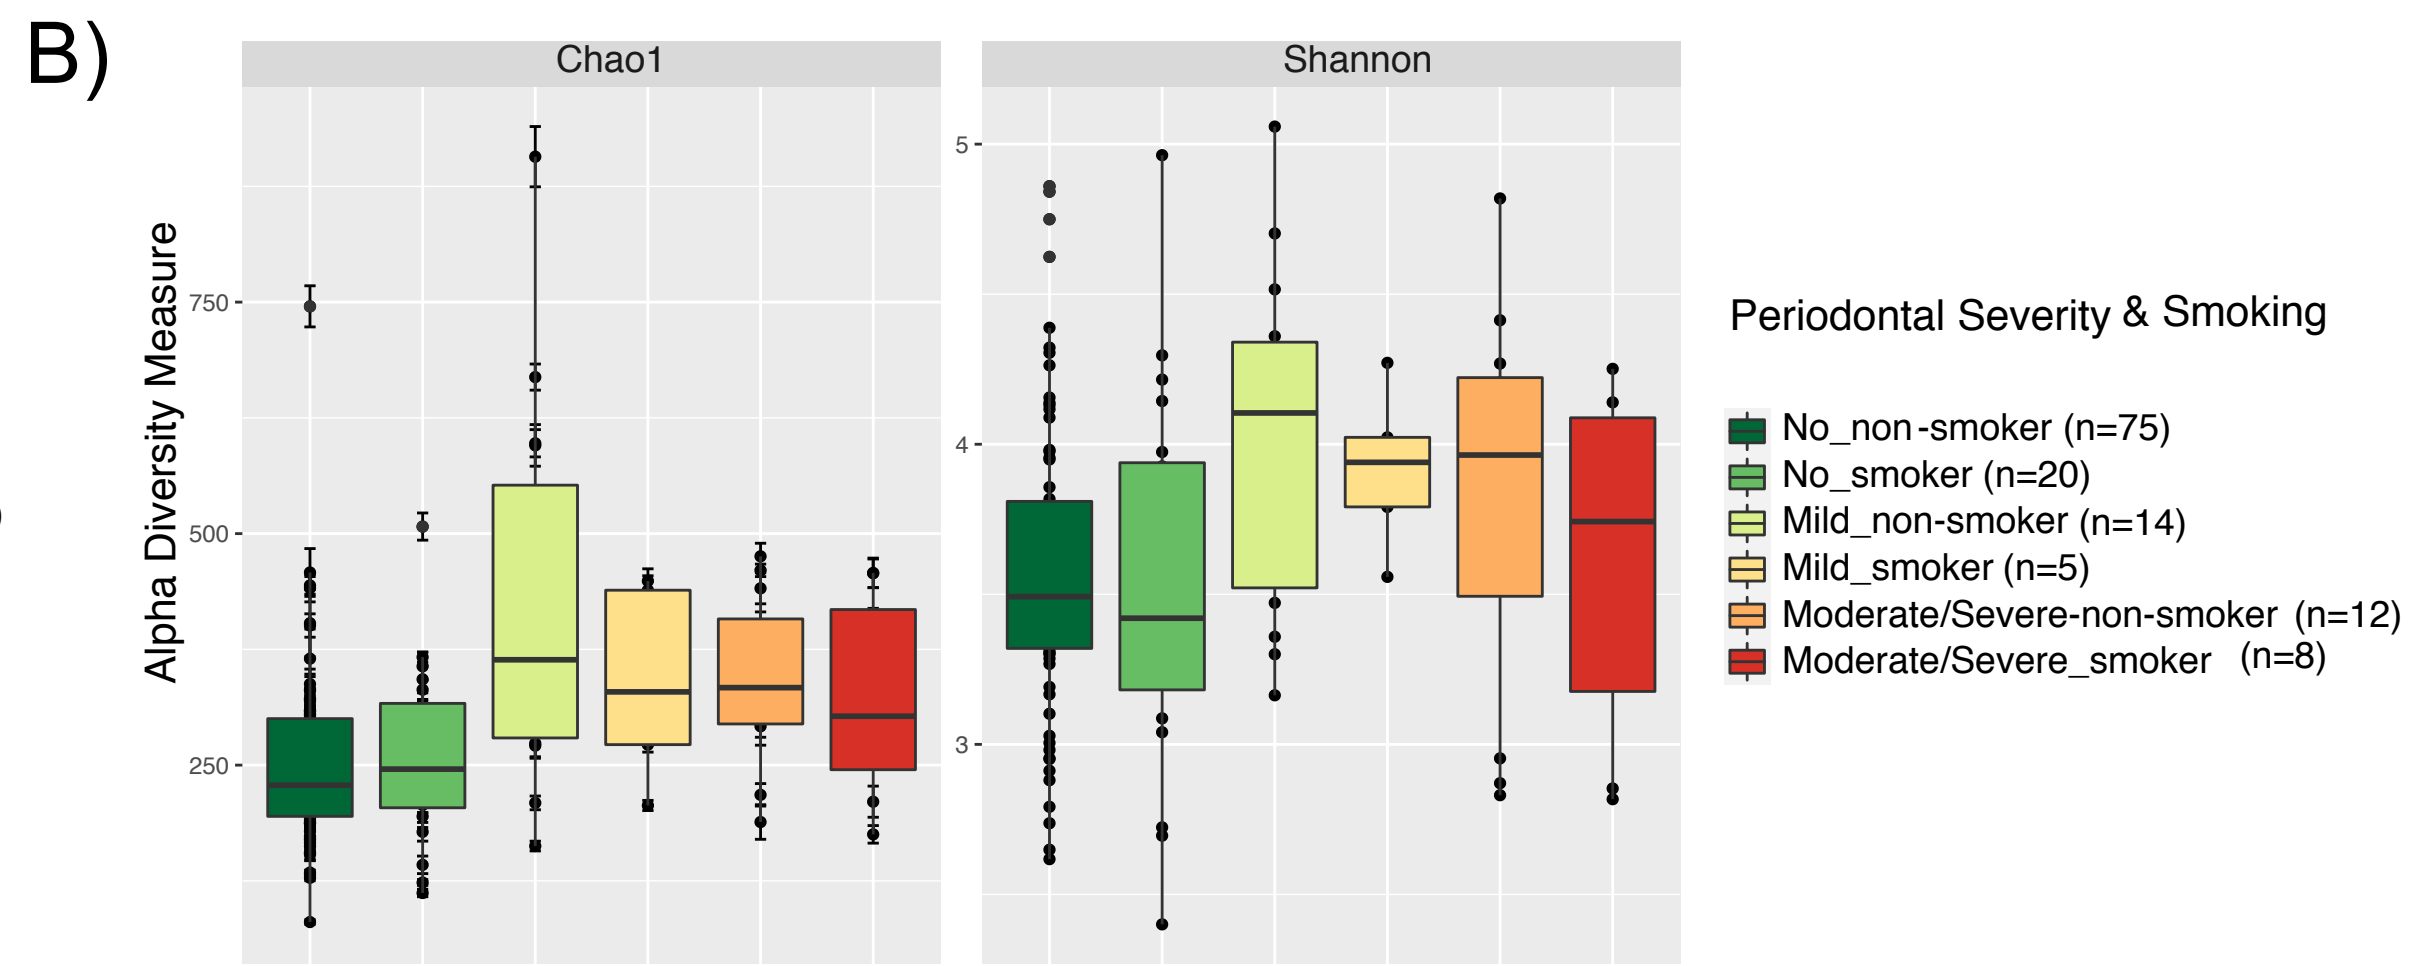 B)
Chao1
Shannon
Alpha Diversity Measure
750
500
250
5
4
3
Periodontal Severity & Smoking
No_non-smoker (n=75)
No_smoker (n=20)
Mild_non-smoker (n=14)
Mild_smoker (n=5)
Moderate/Severe-non-smoker (n=12)
Moderate/Severe_smoker (n=8)